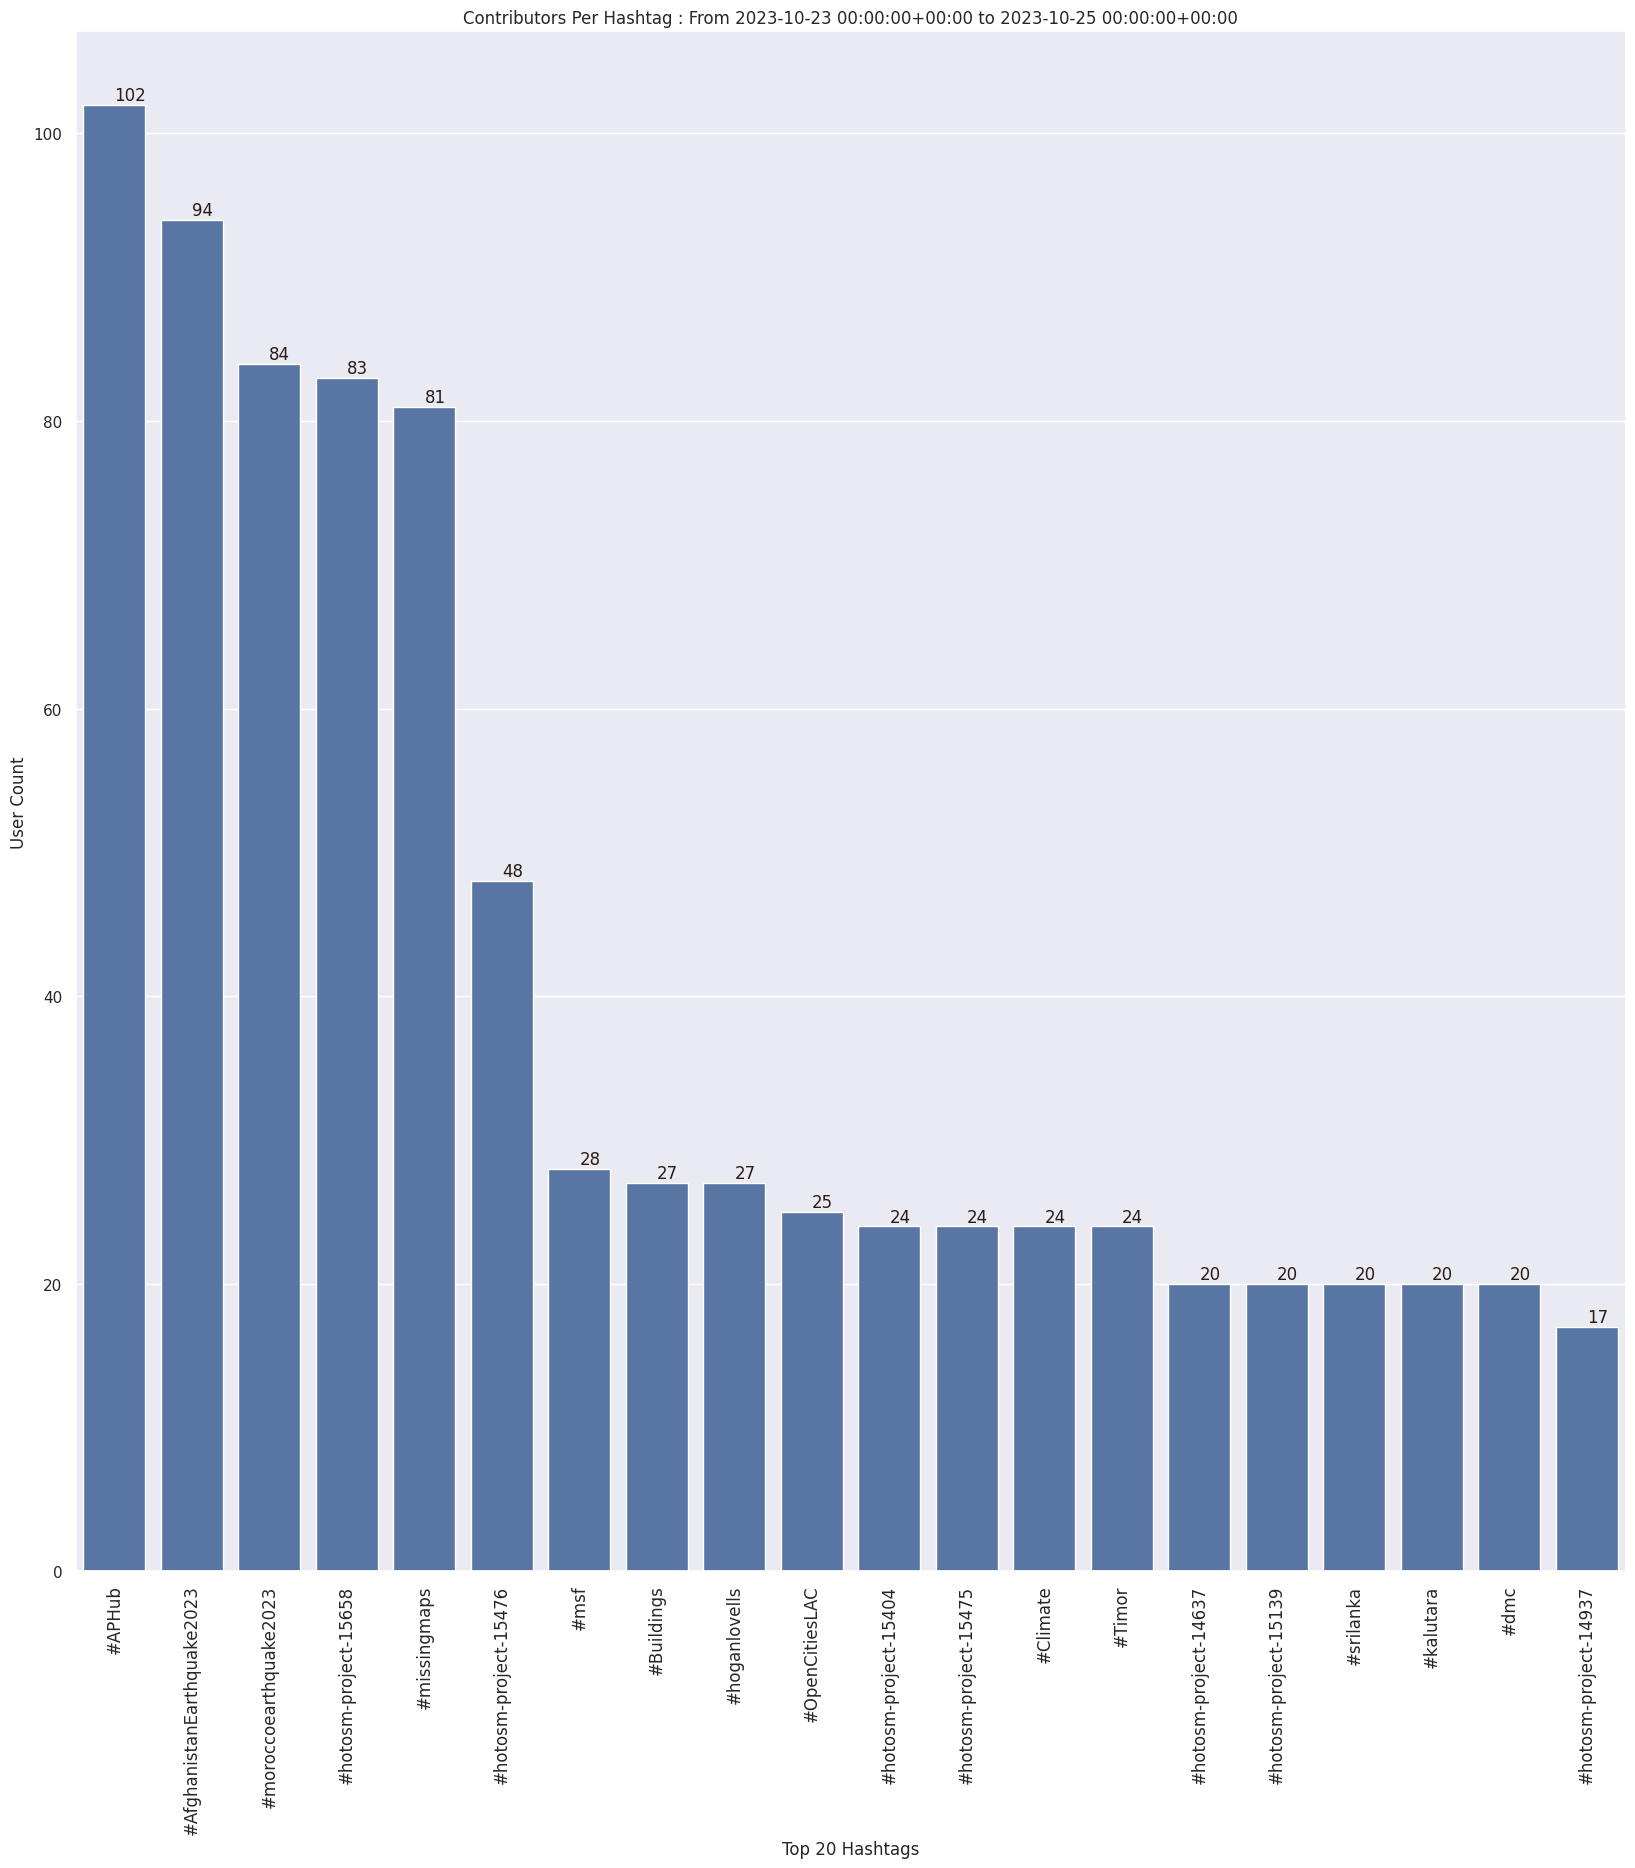 Contributors Per Hashtag : From 2023-10-23 00:00:00+00:00 to 2023-10-25 00:00:00+00:00
User Count
100
80
60
40
20
0
102
94
84
83
81
48
28
27
27
25
24
24
24
24
20
20
20
20
20
17
#APHub
#AfghanistanEarthquake2023
#moroccoearthquake2023
#hotosm-project-15658
#missingmaps
#hotosm-project-15476
#msf
#Buildings
#hoganlovells
#OpenCitiesLAC
#hotosm-project-15404
#hotosm-project-15475
#Climate
#Timor
#hotosm-project-14637
#hotosm-project-15139
#srilanka
#kalutara
#dmc
#hotosm-project-14937
Top 20 Hashtags